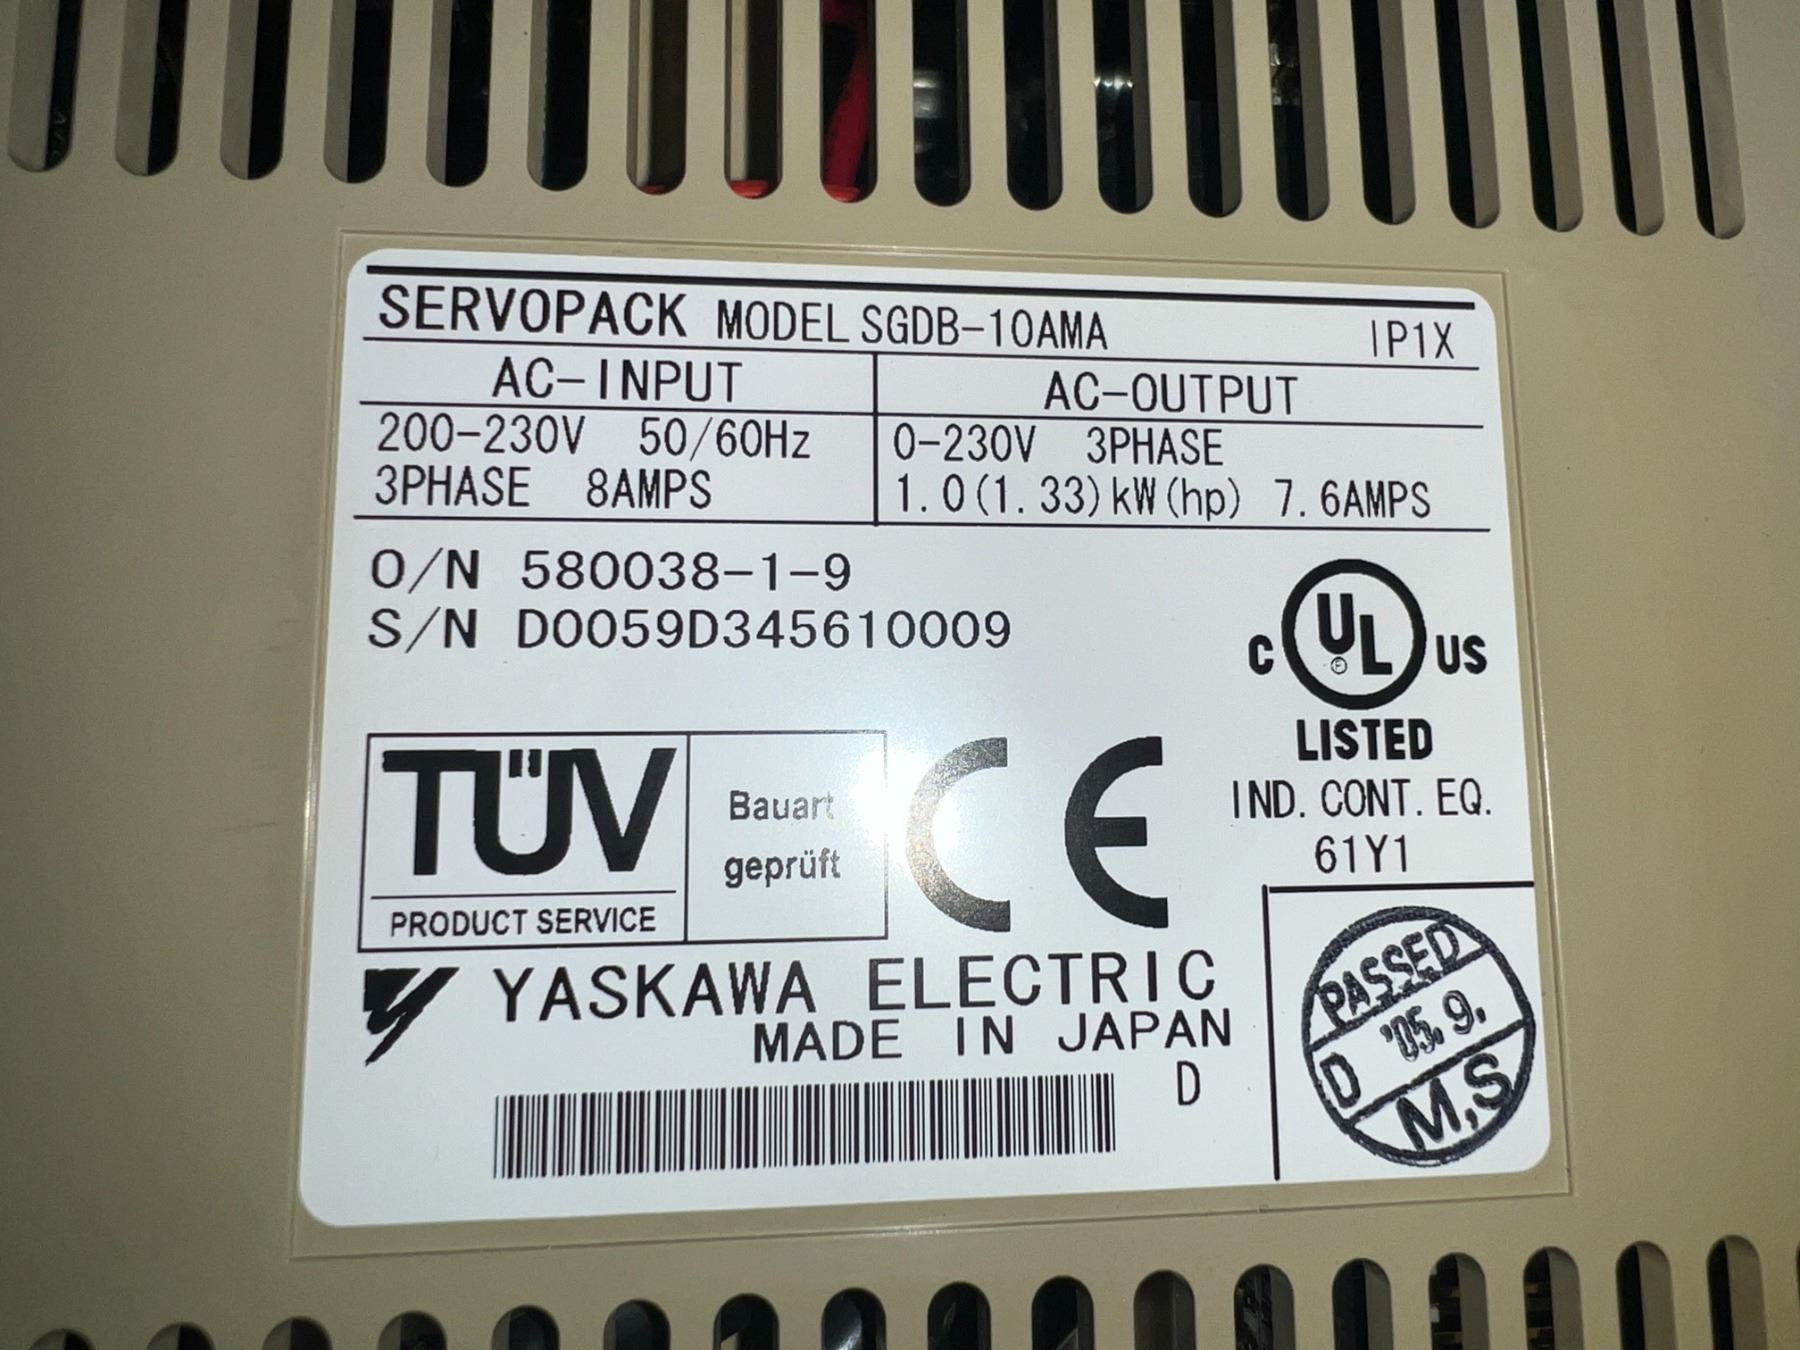 SERVOPACK MODEL SGDB-10AMA IP1X
AC-INPUT AC-OUTPUT
200-230V 50/60Hz 0-230V 3PHASE
3PHASE 8AMPS 1.0(1.33)kW(hp) 7.6AMPS
O/N 580038-1-9
S/N D0059D345610009
C UL US
LISTED
IND. CONT. EQ.
61Y1
TÜV
PRODUCT SERVICE
Bauart
geprüft
CE
YASKAWA ELECTRIC
MADE IN JAPAN
D
PASSED
'05.9.
D
M.S